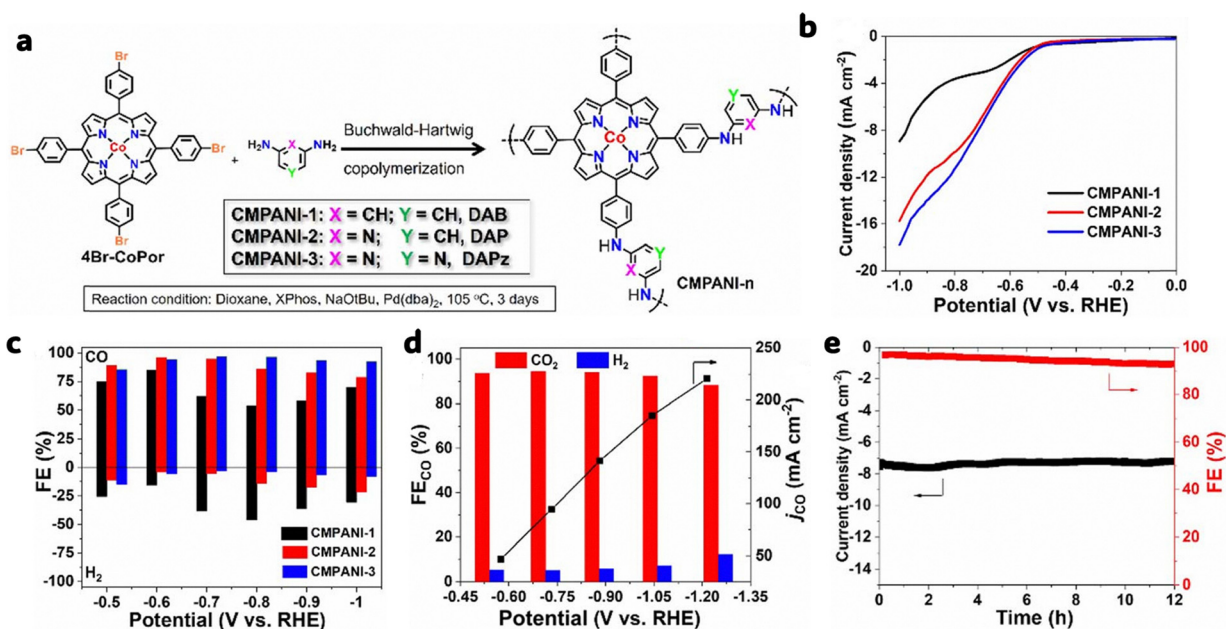 a
Br
Br
Br
Br
N
N
N
N
Co
4Br-CoPor
+
H₂N
X
Y
NH₂
Buchwald-Hartwig
copolymerization
CMPANI-1: X = CH; Y = CH, DAB
CMPANI-2: X = N; Y = CH, DAP
CMPANI-3: X = N; Y = N, DAPz
Reaction condition: Dioxane, XPhos, NaOtBu, Pd(dba)₂, 105 °C, 3 days
N
N
N
N
Co
Y
X
N
H
NH
HN
Y
X
HN
CMPANI-n
b
Current density (mA cm⁻²)
0
-4
-8
-12
-16
-20
CMPANI-1
CMPANI-2
CMPANI-3
-1.0
-0.8
-0.6
-0.4
-0.2
0.0
Potential (V vs. RHE)
c
FE (%)
100
75
50
25
0
-25
-50
-75
-100
CO
H₂
CMPANI-1
CMPANI-2
CMPANI-3
-0.5
-0.6
-0.7
-0.8
-0.9
-1
Potential (V vs. RHE)
d
FE_CO (%)
100
80
60
40
20
0
CO₂
H₂
250
200
150
100
50
0
j_CO (mA cm⁻²)
-0.45
-0.60
-0.75
-0.90
-1.05
-1.20
-1.35
Potential (V vs. RHE)
e
Current density (mA cm⁻²)
0
-2
-4
-6
-8
-10
-12
-14
100
80
60
40
20
0
FE (%)
0
2
4
6
8
10
12
Time (h)